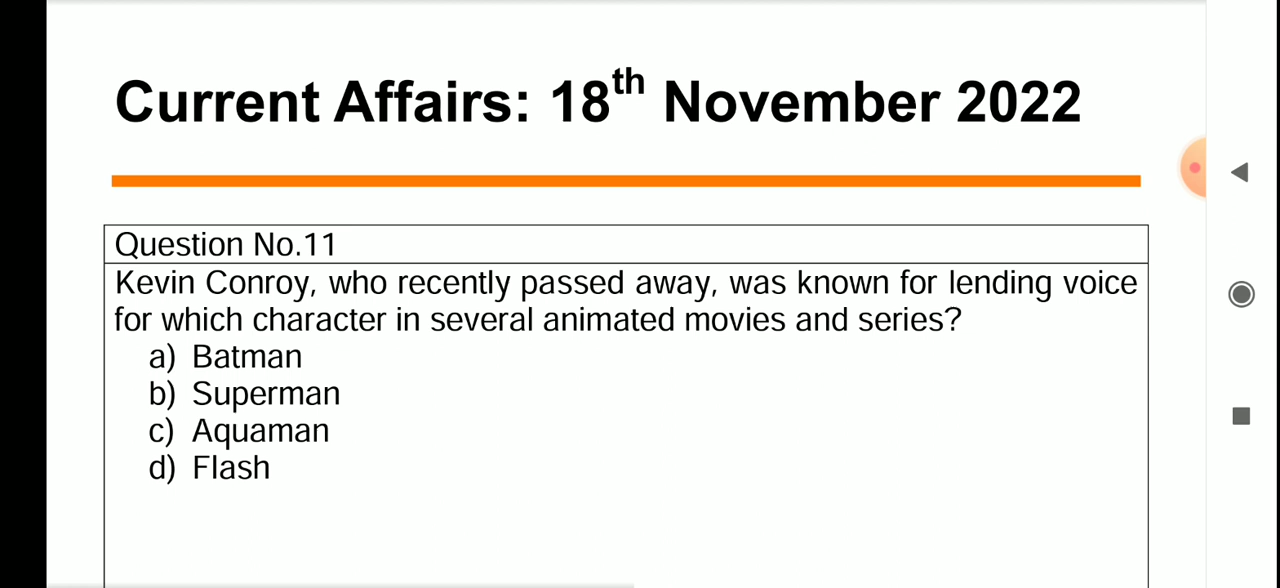 Current Affairs: 18th November 2022
Question No.11
Kevin Conroy, who recently passed away, was known for lending voice
for which character in several animated movies and series?
a) Batman
b) Superman
c) Aquaman
d) Flash